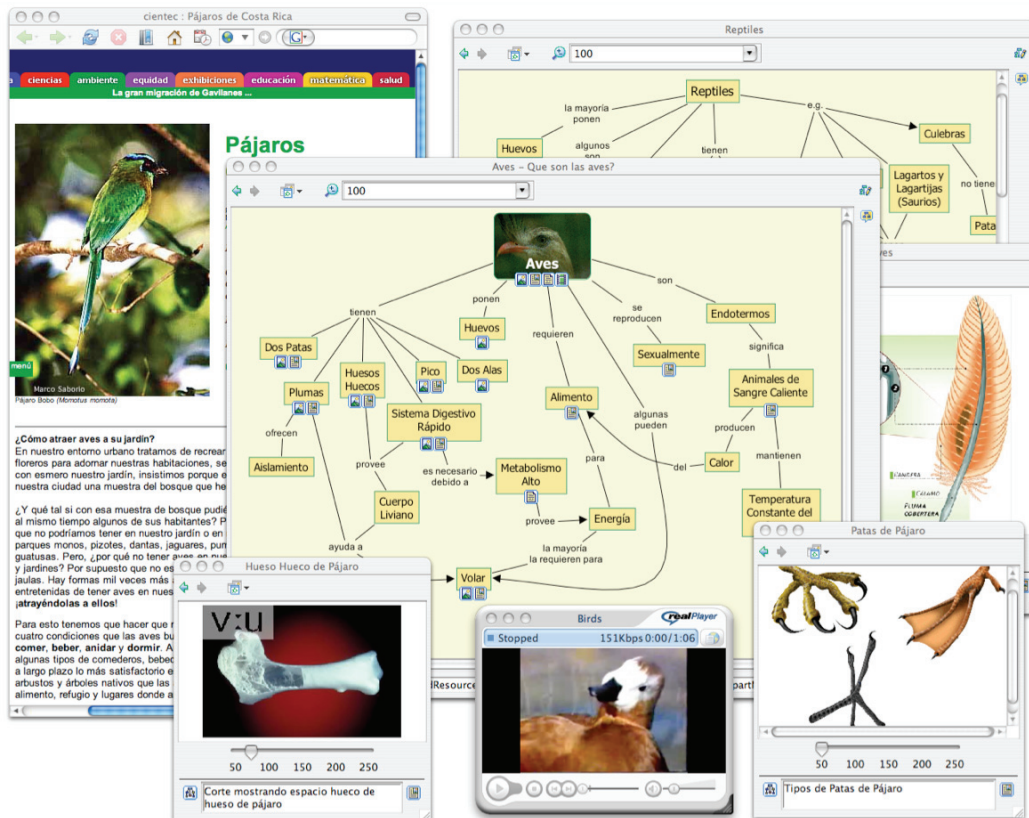 cientec : Pájaros de Costa Rica
ciencias ambiente equidad exhibiciones educación matemática salud
La gran migración de Gavilanes ...
Pájaros
menú
Marco Saborio
Pájaro Bobo (Momotus momota)
¿Cómo atraer aves a su jardín?
En nuestro entorno urbano tratamos de recrear
floreros para adornar nuestras habitaciones, se
con esmero nuestro jardín, insistimos porque e
nuestra ciudad una muestra del bosque que he
¿Y qué tal si con esa muestra de bosque pudié
al mismo tiempo algunos de sus habitantes? P
que no podríamos tener en nuestro jardín o en
parques monos, pizotes, dantas, jaguares, pum
guatusas. Pero, ¿por qué no tener aves en nue
y jardines? Por supuesto que no es
jaulas. Hay formas mil veces más
entretenidas de tener aves en nues
¡atrayéndolas a ellos!
Para esto tenemos que hacer que
cuatro condiciones que las aves bu
comer, beber, anidar y dormir. A
algunas tipos de comederos, bebed
a largo plazo lo más satisfactorio e
arbustos y árboles nativos que las
alimento, refugio y lugares donde a
Reptiles
100
Reptiles
la mayoría
ponen
Huevos
algunos
son
tienen
e.g.
Culebras
Lagartos y
Lagartijas
(Saurios)
no tiene
Pata
Aves – Que son las aves?
100
Aves
tienen
ponen
Huevos
requieren
se
reproducen
Sexualmente
son
Endotermos
significa
Animales de
Sangre Caliente
Dos Patas
Plumas
Huesos
Huecos
Pico
Dos Alas
Sistema Digestivo
Rápido
Alimento
algunas
pueden
ofrecen
Aislamiento
provee
Cuerpo
Liviano
es necesario
debido a
Metabolismo
Alto
para
provee
Energía
del
Calor
producen
mantienen
Temperatura
Constante del
ayuda a
la mayoría
la requieren para
Volar
ves
CALAMO
PLUMA
COBERTERA
Hueso Hueco de Pájaro
v:u
50 100 150 200 250
Corte mostrando espacio hueco de
hueso de pájaro
Birds
realPlayer
Stopped 151Kbps 0:00/1:06
Patas de Pájaro
50 100 150 200 250
Tipos de Patas de Pájaro